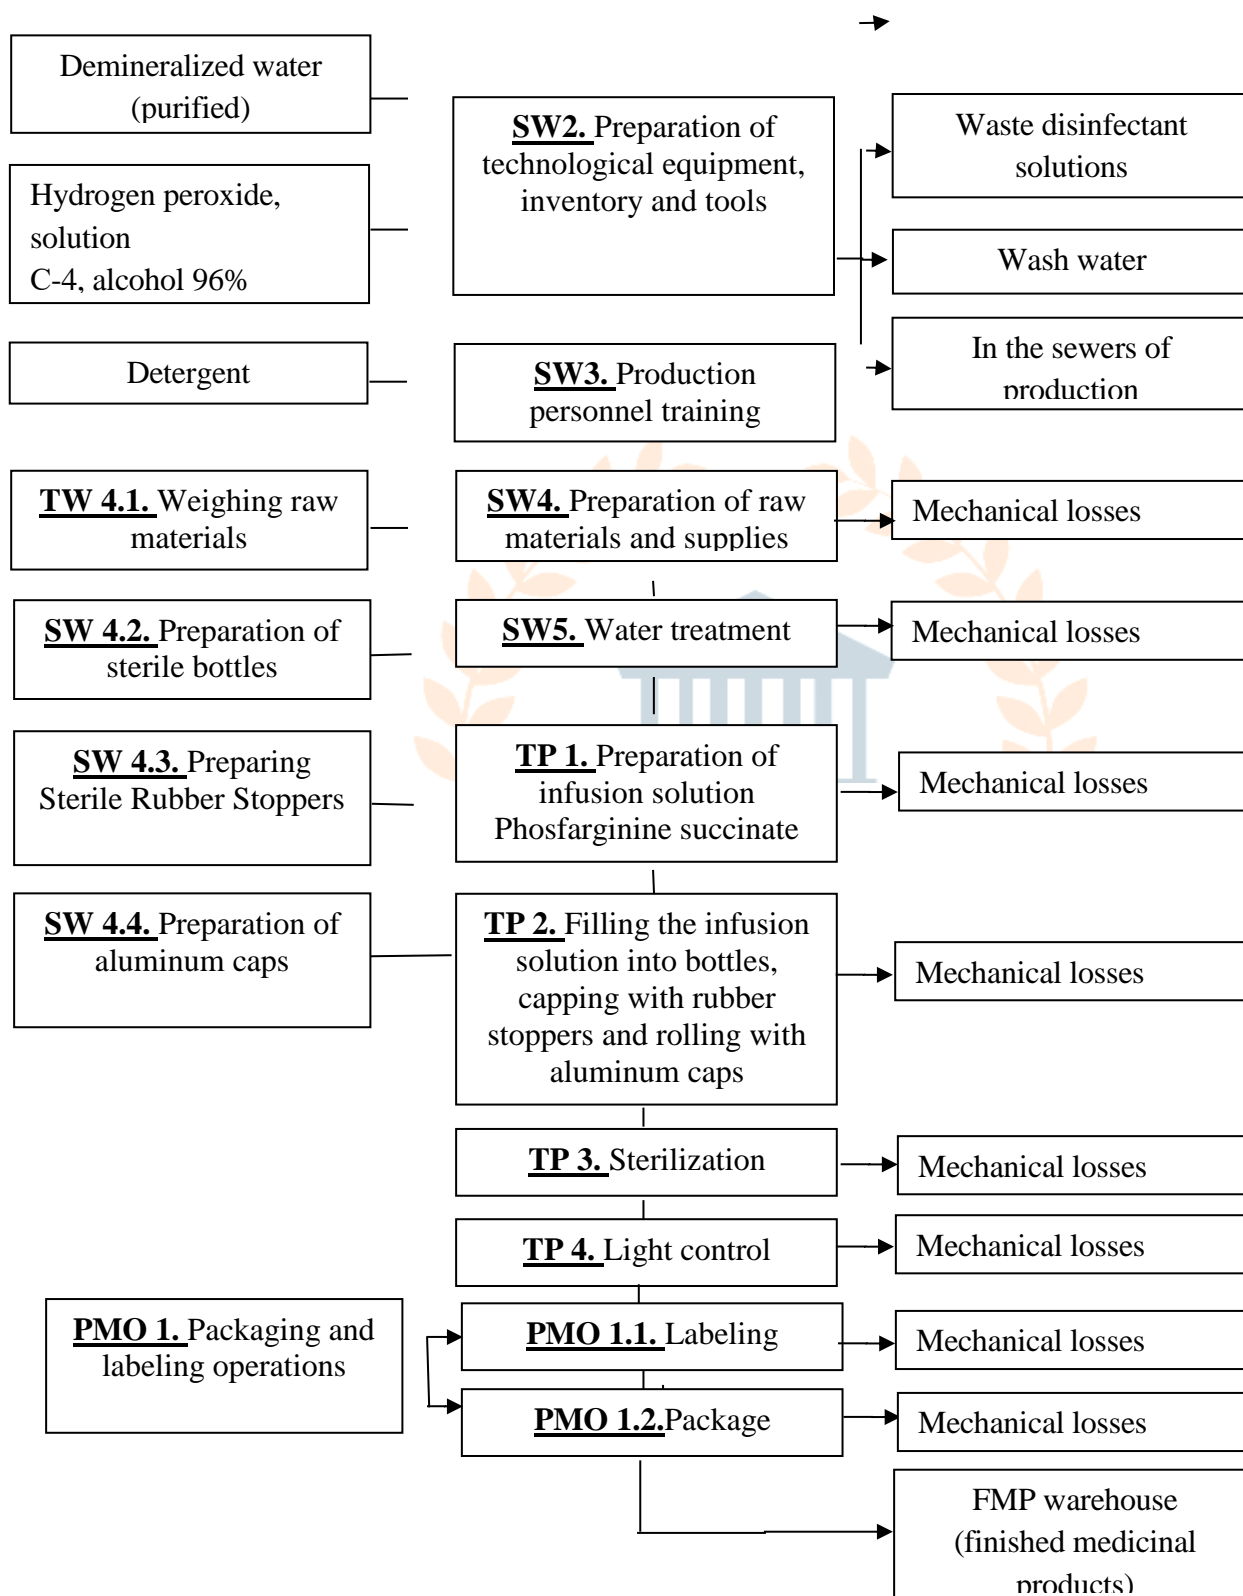 Demineralized water
(purified)
SW2. Preparation of
technological equipment,
inventory and tools
Waste disinfectant
solutions
Hydrogen peroxide,
solution
C-4, alcohol 96%
Wash water
Detergent
SW3. Production
personnel training
In the sewers of
production
TW 4.1. Weighing raw
materials
SW4. Preparation of raw
materials and supplies
Mechanical losses
SW 4.2. Preparation of
sterile bottles
SW5. Water treatment
Mechanical losses
SW 4.3. Preparing
Sterile Rubber Stoppers
TP 1. Preparation of
infusion solution
Phosfarginine succinate
Mechanical losses
SW 4.4. Preparation of
aluminum caps
TP 2. Filling the infusion
solution into bottles,
capping with rubber
stoppers and rolling with
aluminum caps
Mechanical losses
TP 3. Sterilization
Mechanical losses
TP 4. Light control
Mechanical losses
PMO 1. Packaging and
labeling operations
PMO 1.1. Labeling
Mechanical losses
PMO 1.2.Package
Mechanical losses
FMP warehouse
(finished medicinal
products)